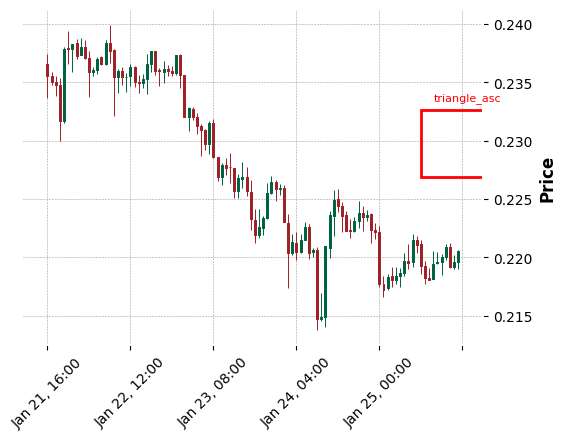 0.240
0.235
triangle_asc
0.230
0.225
0.220
0.215
Price
Jan 21, 16:00
Jan 22, 12:00
Jan 23, 08:00
Jan 24, 04:00
Jan 25, 00:00